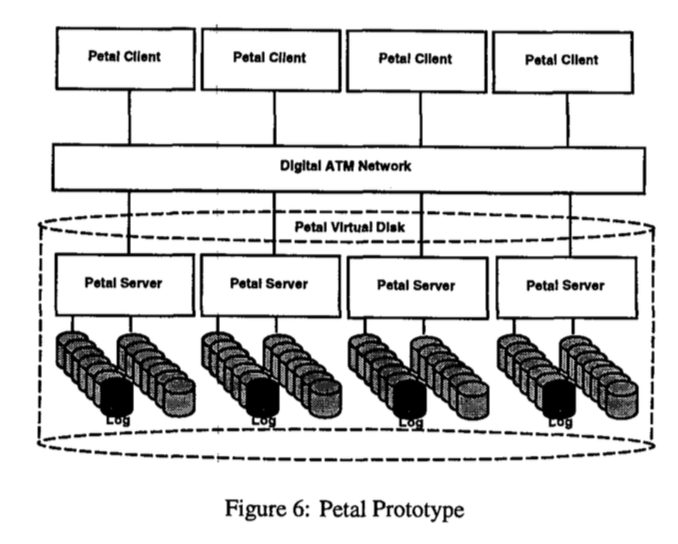 Petal Client Petal Client Petal Client Petal Client
Digital ATM Network
Petal Virtual Disk
Petal Server Petal Server Petal Server Petal Server
Log Log Log Log
Figure 6: Petal Prototype